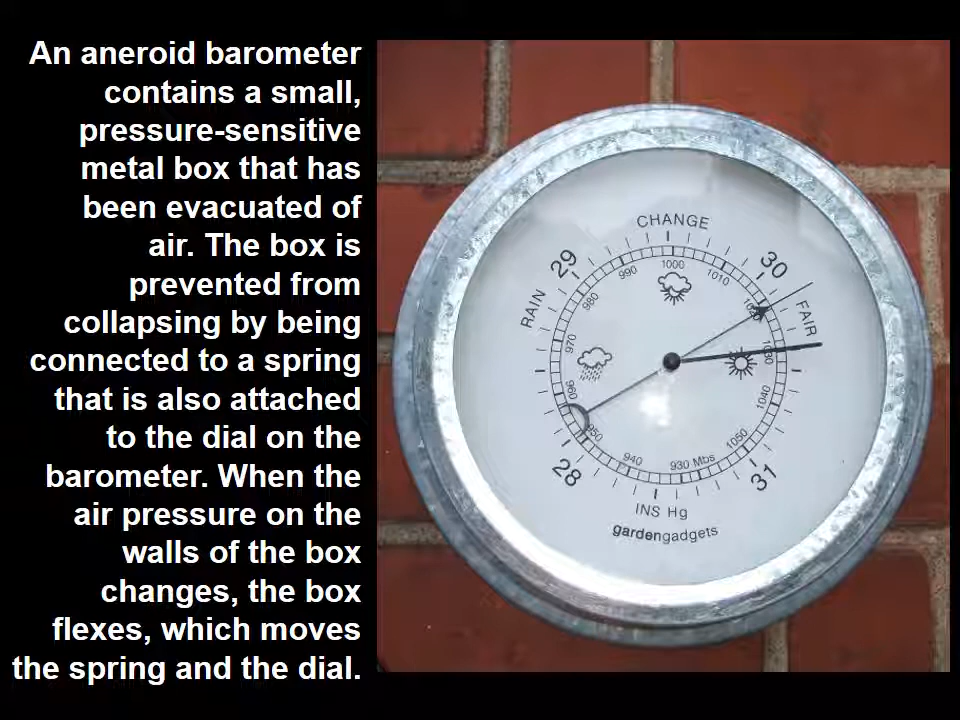 An aneroid barometer
contains a small,
pressure-sensitive
metal box that has
been evacuated of
air. The box is
prevented from
collapsing by being
connected to a spring
that is also attached
to the dial on the
barometer. When the
air pressure on the
walls of the box
changes, the box
flexes, which moves
the spring and the dial.
CHANGE
29
30
RAIN
FAIR
28
31
930 Mbs
940
950
960
970
980
990
1000
1010
1020
1030
1040
1050
INS Hg
gardengadgets